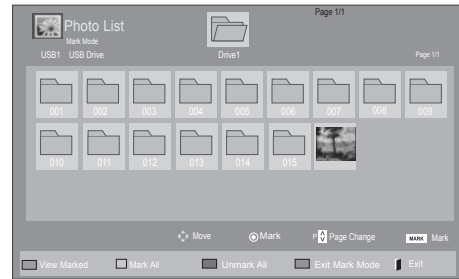 Page 1/1
Photo List
Mark Mode
USB1 USB Drive Drive1 Page 1/1
001 002 003 004 005 006 007 008 009
010 011 012 013 014 015
Move Mark P Page Change MARK Mark
View Marked Mark All Unmark All Exit Mark Mode Exit